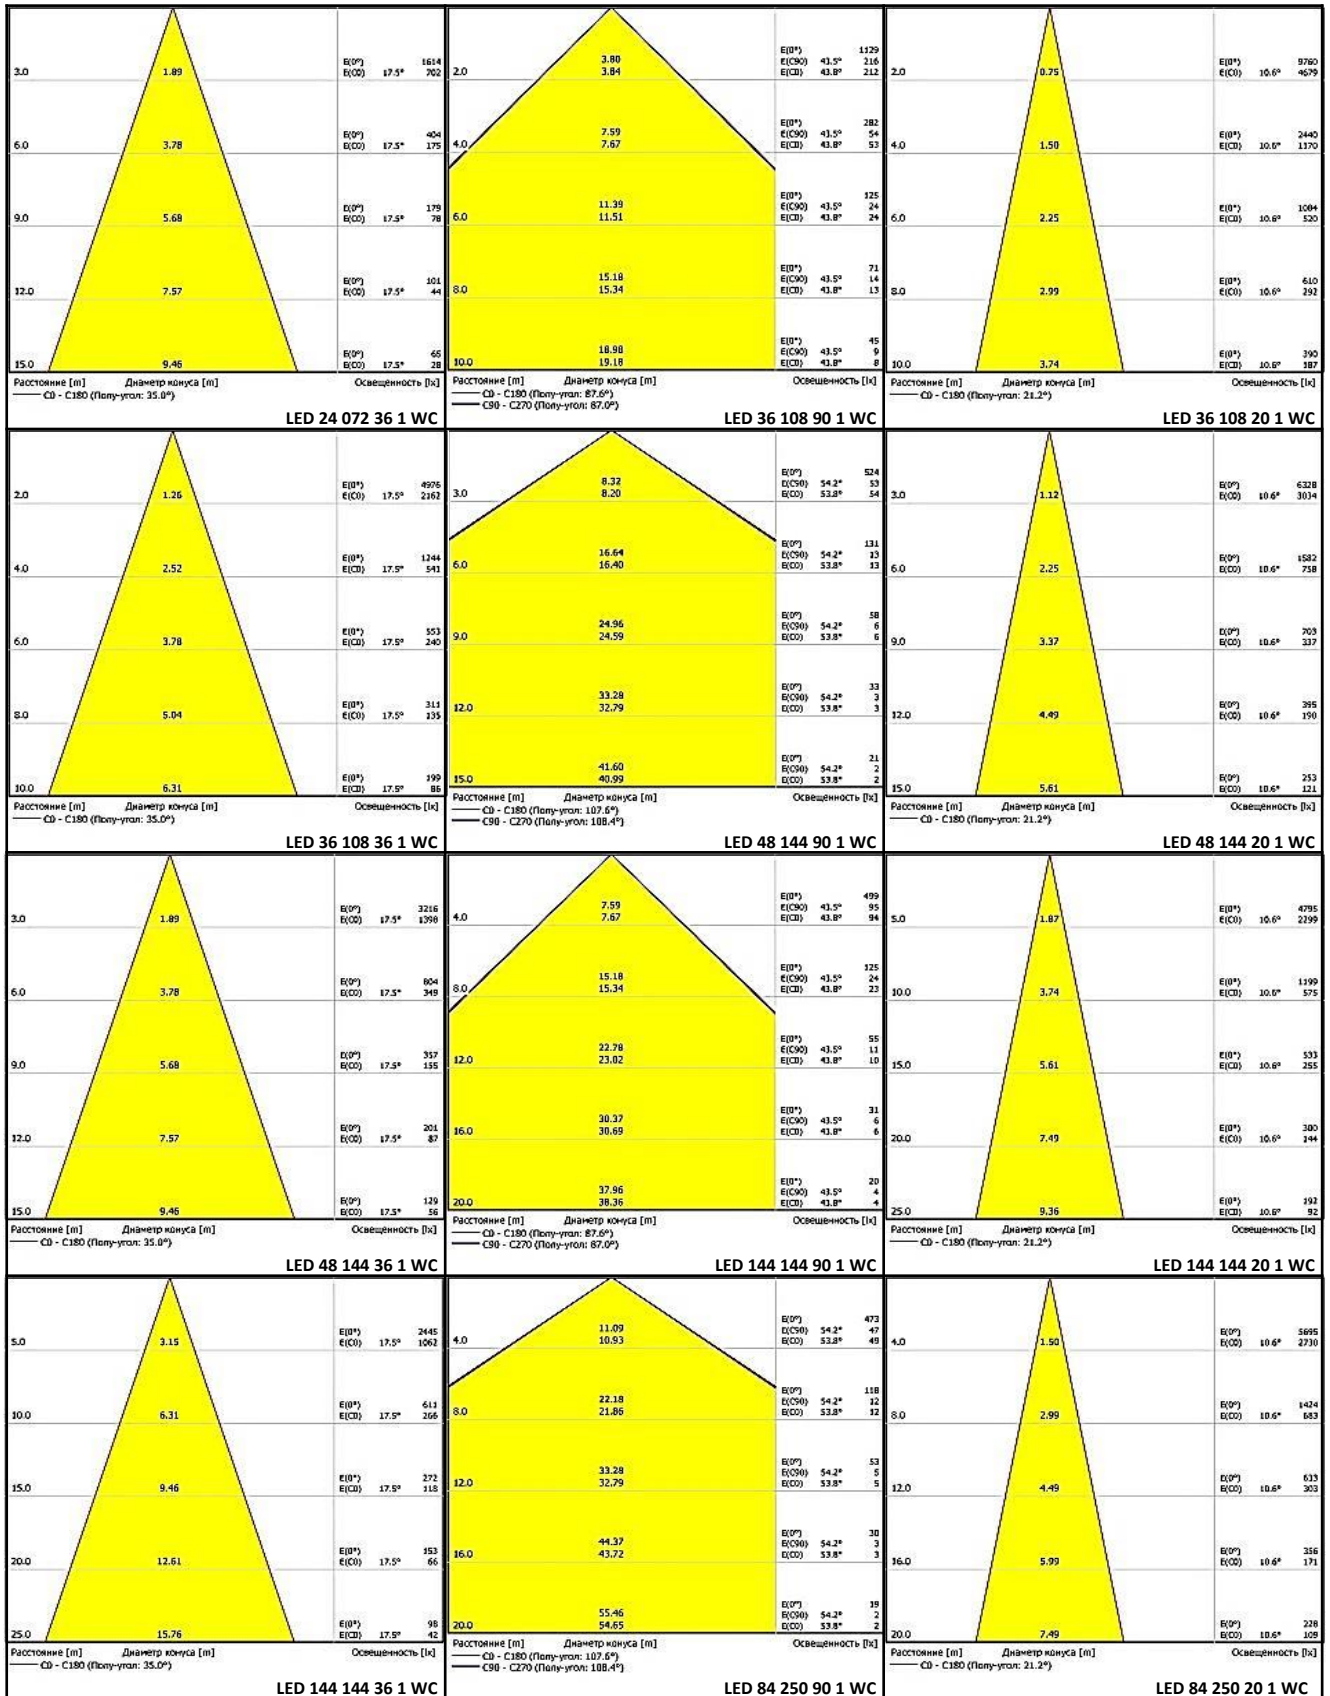 E(0°) 1614
3.0 1.89 E(C0) 17.5° 702
E(0°) 404
6.0 3.78 E(C0) 17.5° 175
E(0°) 179
9.0 5.68 E(C0) 17.5° 78
E(0°) 101
12.0 7.57 E(C0) 17.5° 44
E(0°) 65
15.0 9.46 E(C0) 17.5° 28
Расстояние [m] Диаметр конуса [m] Освещенность [lx]
C0 - C180 (Полу-угол: 35.0°)
LED 24 072 36 1 WC
E(0°) 1129
3.80 E(C90) 43.5° 216
2.0 3.84 E(C0) 43.8° 212
E(0°) 282
7.59 E(C90) 43.5° 54
4.0 7.67 E(C0) 43.8° 53
E(0°) 125
11.39 E(C90) 43.5° 24
6.0 11.51 E(C0) 43.8° 24
E(0°) 71
15.18 E(C90) 43.5° 14
8.0 15.34 E(C0) 43.8° 13
E(0°) 45
18.98 E(C90) 43.5° 9
10.0 19.18 E(C0) 43.8° 8
Расстояние [m] Диаметр конуса [m] Освещенность [lx]
C0 - C180 (Полу-угол: 87.6°)
C90 - C270 (Полу-угол: 87.0°)
LED 36 108 90 1 WC
E(0°) 9760
2.0 0.75 E(C0) 10.6° 4679
E(0°) 2440
4.0 1.50 E(C0) 10.6° 1170
E(0°) 1084
6.0 2.25 E(C0) 10.6° 520
E(0°) 610
8.0 2.99 E(C0) 10.6° 292
E(0°) 390
10.0 3.74 E(C0) 10.6° 187
Расстояние [m] Диаметр конуса [m] Освещенность [lx]
C0 - C180 (Полу-угол: 21.2°)
LED 36 108 20 1 WC
E(0°) 4976
2.0 1.26 E(C0) 17.5° 2162
E(0°) 1244
4.0 2.52 E(C0) 17.5° 541
E(0°) 553
6.0 3.78 E(C0) 17.5° 240
E(0°) 311
8.0 5.04 E(C0) 17.5° 135
E(0°) 199
10.0 6.31 E(C0) 17.5° 86
Расстояние [m] Диаметр конуса [m] Освещенность [lx]
C0 - C180 (Полу-угол: 35.0°)
LED 36 108 36 1 WC
E(0°) 524
8.32 E(C90) 54.2° 53
3.0 8.20 E(C0) 53.8° 54
E(0°) 131
16.64 E(C90) 54.2° 13
6.0 16.40 E(C0) 53.8° 13
E(0°) 58
24.96 E(C90) 54.2° 6
9.0 24.59 E(C0) 53.8° 6
E(0°) 33
33.28 E(C90) 54.2° 3
12.0 32.79 E(C0) 53.8° 3
E(0°) 21
41.60 E(C90) 54.2° 2
15.0 40.99 E(C0) 53.8° 2
Расстояние [m] Диаметр конуса [m] Освещенность [lx]
C0 - C180 (Полу-угол: 107.6°)
C90 - C270 (Полу-угол: 108.4°)
LED 48 144 90 1 WC
E(0°) 6328
3.0 1.12 E(C0) 10.6° 3034
E(0°) 1582
6.0 2.25 E(C0) 10.6° 758
E(0°) 703
9.0 3.37 E(C0) 10.6° 337
E(0°) 395
12.0 4.49 E(C0) 10.6° 190
E(0°) 253
15.0 5.61 E(C0) 10.6° 121
Расстояние [m] Диаметр конуса [m] Освещенность [lx]
C0 - C180 (Полу-угол: 21.2°)
LED 48 144 20 1 WC
E(0°) 3216
3.0 1.89 E(C0) 17.5° 1398
E(0°) 804
6.0 3.78 E(C0) 17.5° 349
E(0°) 357
9.0 5.68 E(C0) 17.5° 155
E(0°) 201
12.0 7.57 E(C0) 17.5° 87
E(0°) 129
15.0 9.46 E(C0) 17.5° 56
Расстояние [m] Диаметр конуса [m] Освещенность [lx]
C0 - C180 (Полу-угол: 35.0°)
LED 48 144 36 1 WC
E(0°) 499
7.59 E(C90) 43.5° 95
4.0 7.67 E(C0) 43.8° 94
E(0°) 125
15.18 E(C90) 43.5° 24
8.0 15.34 E(C0) 43.8° 23
E(0°) 55
22.78 E(C90) 43.5° 11
12.0 23.02 E(C0) 43.8° 10
E(0°) 31
30.37 E(C90) 43.5° 6
16.0 30.69 E(C0) 43.8° 6
E(0°) 20
37.96 E(C90) 43.5° 4
20.0 38.36 E(C0) 43.8° 4
Расстояние [m] Диаметр конуса [m] Освещенность [lx]
C0 - C180 (Полу-угол: 87.6°)
C90 - C270 (Полу-угол: 87.0°)
LED 144 144 90 1 WC
E(0°) 4795
5.0 1.87 E(C0) 10.6° 2299
E(0°) 1199
10.0 3.74 E(C0) 10.6° 575
E(0°) 533
15.0 5.61 E(C0) 10.6° 255
E(0°) 300
20.0 7.49 E(C0) 10.6° 144
E(0°) 192
25.0 9.36 E(C0) 10.6° 92
Расстояние [m] Диаметр конуса [m] Освещенность [lx]
C0 - C180 (Полу-угол: 21.2°)
LED 144 144 20 1 WC
E(0°) 2445
5.0 3.15 E(C0) 17.5° 1062
E(0°) 611
10.0 6.31 E(C0) 17.5° 266
E(0°) 272
15.0 9.46 E(C0) 17.5° 118
E(0°) 153
20.0 12.61 E(C0) 17.5° 66
E(0°) 98
25.0 15.76 E(C0) 17.5° 42
Расстояние [m] Диаметр конуса [m] Освещенность [lx]
C0 - C180 (Полу-угол: 35.0°)
LED 144 144 36 1 WC
E(0°) 473
11.09 E(C90) 54.2° 47
4.0 10.93 E(C0) 53.8° 49
E(0°) 118
22.18 E(C90) 54.2° 12
8.0 21.86 E(C0) 53.8° 12
E(0°) 53
33.28 E(C90) 54.2° 5
12.0 32.79 E(C0) 53.8° 5
E(0°) 30
44.37 E(C90) 54.2° 3
16.0 43.72 E(C0) 53.8° 3
E(0°) 19
55.46 E(C90) 54.2° 2
20.0 54.65 E(C0) 53.8° 2
Расстояние [m] Диаметр конуса [m] Освещенность [lx]
C0 - C180 (Полу-угол: 107.6°)
C90 - C270 (Полу-угол: 108.4°)
LED 84 250 90 1 WC
E(0°) 5695
4.0 1.50 E(C0) 10.6° 2730
E(0°) 1424
8.0 2.99 E(C0) 10.6° 683
E(0°) 633
12.0 4.49 E(C0) 10.6° 303
E(0°) 356
16.0 5.99 E(C0) 10.6° 171
E(0°) 228
20.0 7.49 E(C0) 10.6° 109
Расстояние [m] Диаметр конуса [m] Освещенность [lx]
C0 - C180 (Полу-угол: 21.2°)
LED 84 250 20 1 WC